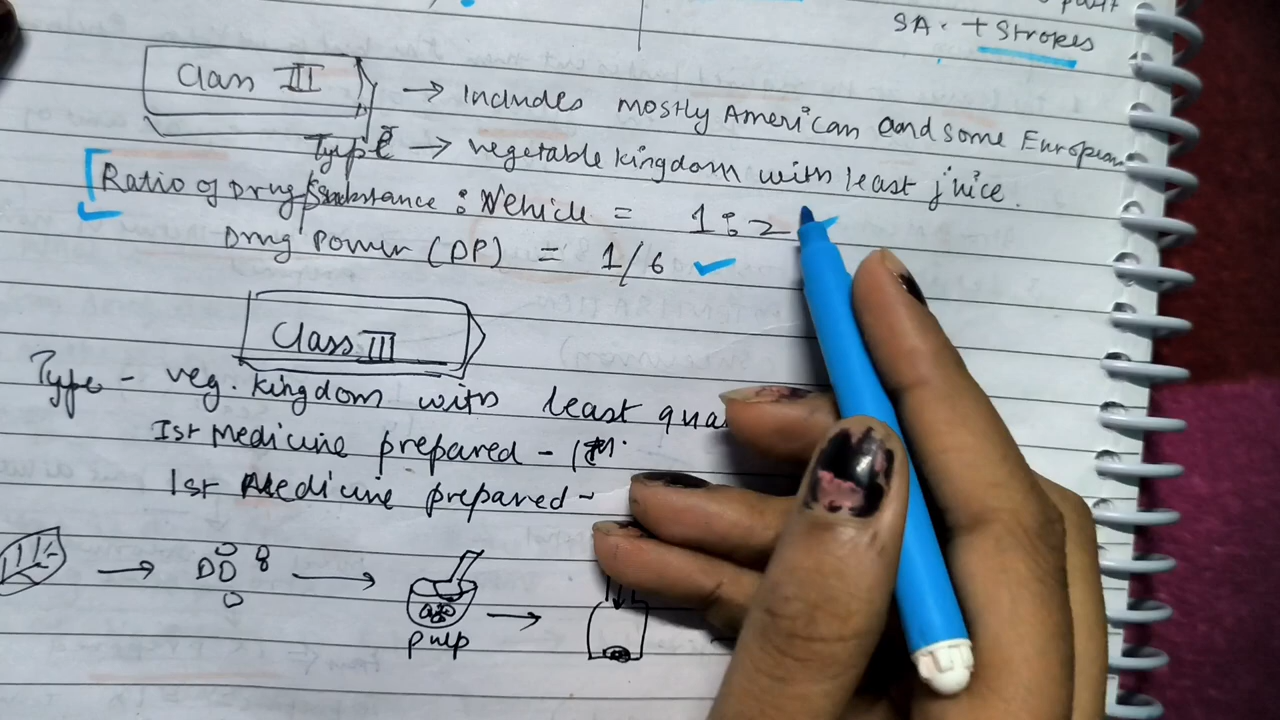 SA. + Strokes
Class III → Includes mostly American and some European
Type → vegetable kingdom with least juice.
Ratio of Drug substance : Vehicle = 1 : 2
Drug Power (DP) = 1/6
Class III
Type - veg. kingdom with least
Ist Medicine prepared -
Ist Medicine prepared -
pulp